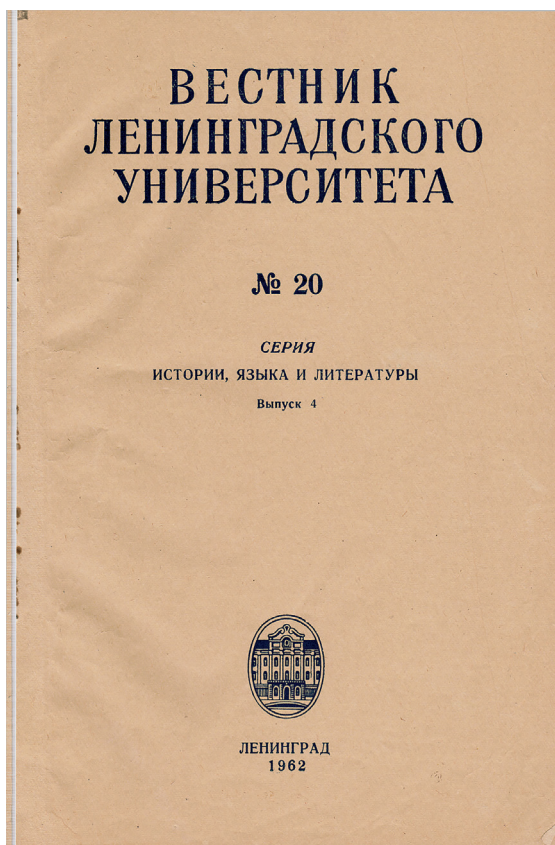 ВЕСТНИК
ЛЕНИНГРАДСКОГО
УНИВЕРСИТЕТА
№ 20
СЕРИЯ
ИСТОРИИ, ЯЗЫКА И ЛИТЕРАТУРЫ
Выпуск 4
ЛЕНИНГРАД
1962